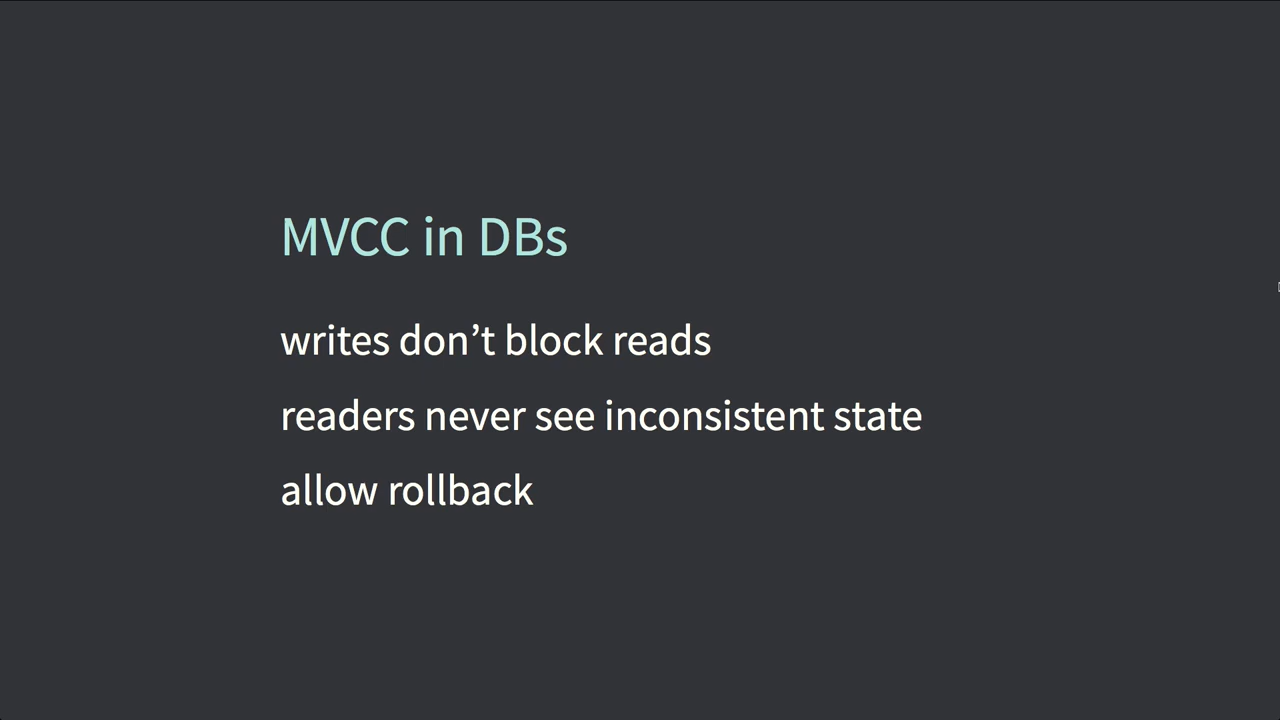 MVCC in DBs
writes don’t block reads
readers never see inconsistent state
allow rollback